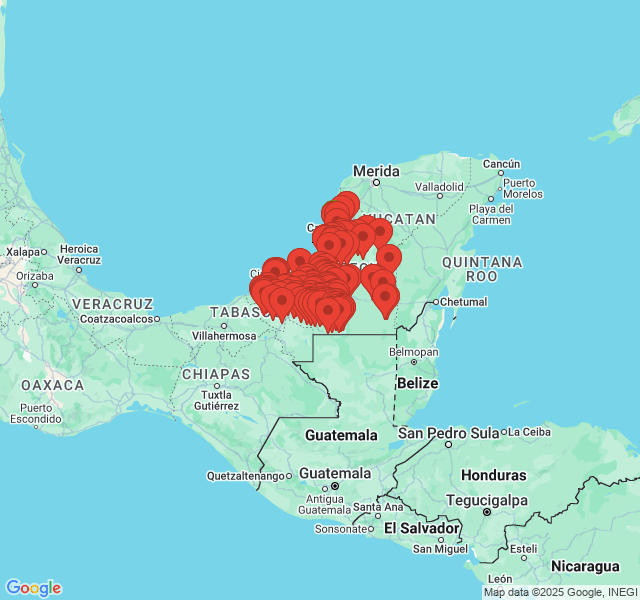 Merida
Cancún
Valladolid
Puerto
Morelos
Playa del
Carmen
UCATAN
QUINTANA
ROO
Xalapa
Heroica
Veracruz
Orizaba
VERACRUZ
Coatzacoalcos
TABAS
Villahermosa
Chetumal
Belmopan
Belize
CHIAPAS
Tuxtla
Gutiérrez
OAXACA
Puerto
Escondido
Guatemala
San Pedro Sula
La Ceiba
Quetzaltenango
Guatemala
Honduras
Antigua
Guatemala
Santa Ana
Tegucigalpa
Sonsonate
El Salvador
San Miguel
Esteli
Nicaragua
León
Google
Map data ©2025 Google, INEGI